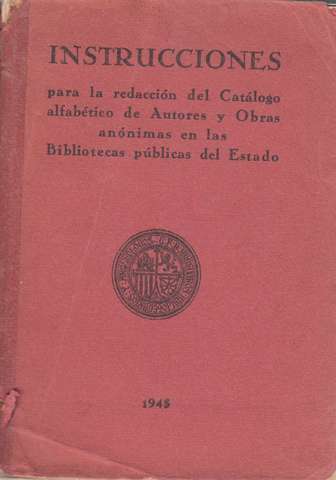 INSTRUCCIONES
para la redacción del Catálogo
alfabético de Autores y Obras
anónimas en las
Bibliotecas públicas del Estado
1945